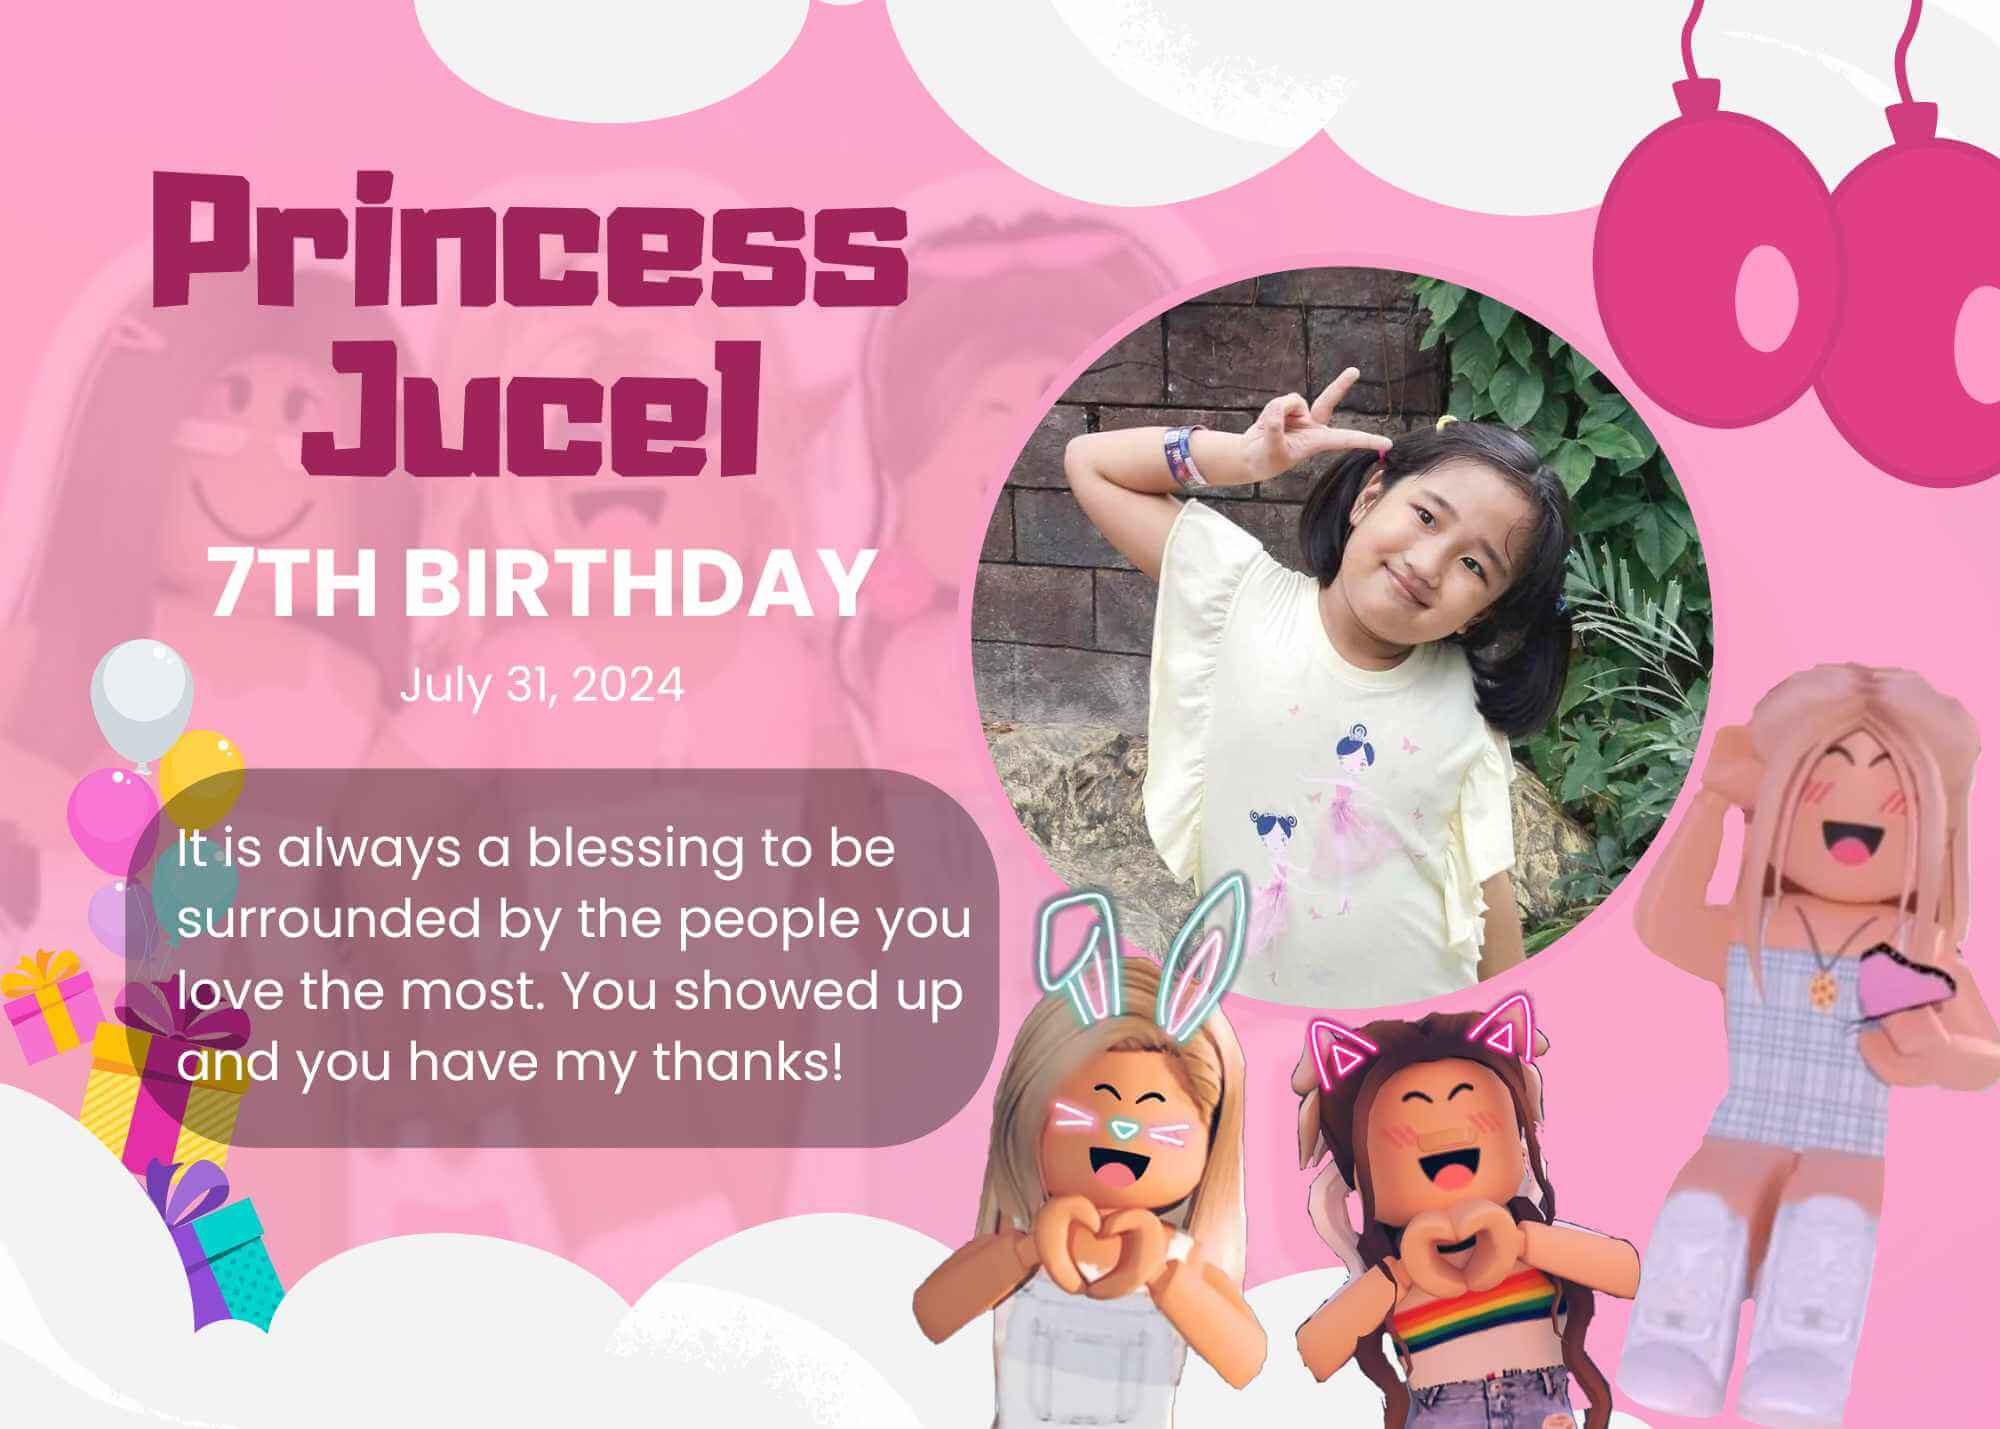 Princess
Jucel
7TH BIRTHDAY
July 31, 2024
It is always a blessing to be
surrounded by the people you
love the most. You showed up
and you have my thanks!